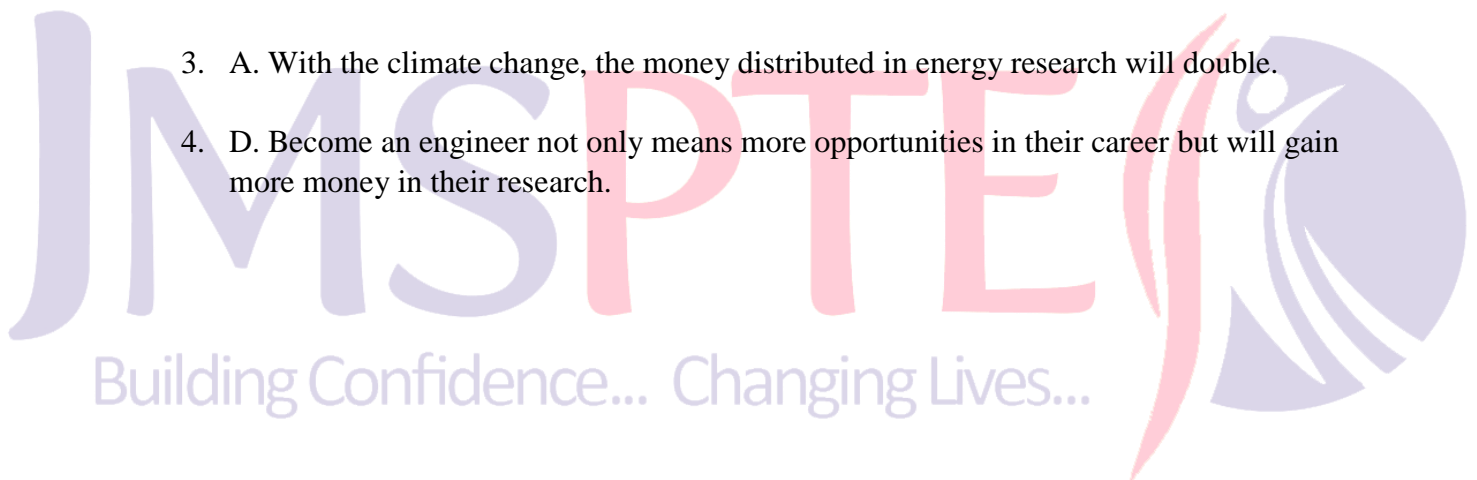 3. A. With the climate change, the money distributed in energy research will double.
4. D. Become an engineer not only means more opportunities in their career but will gain
more money in their research.
JMSPTE
Building Confidence... Changing Lives...